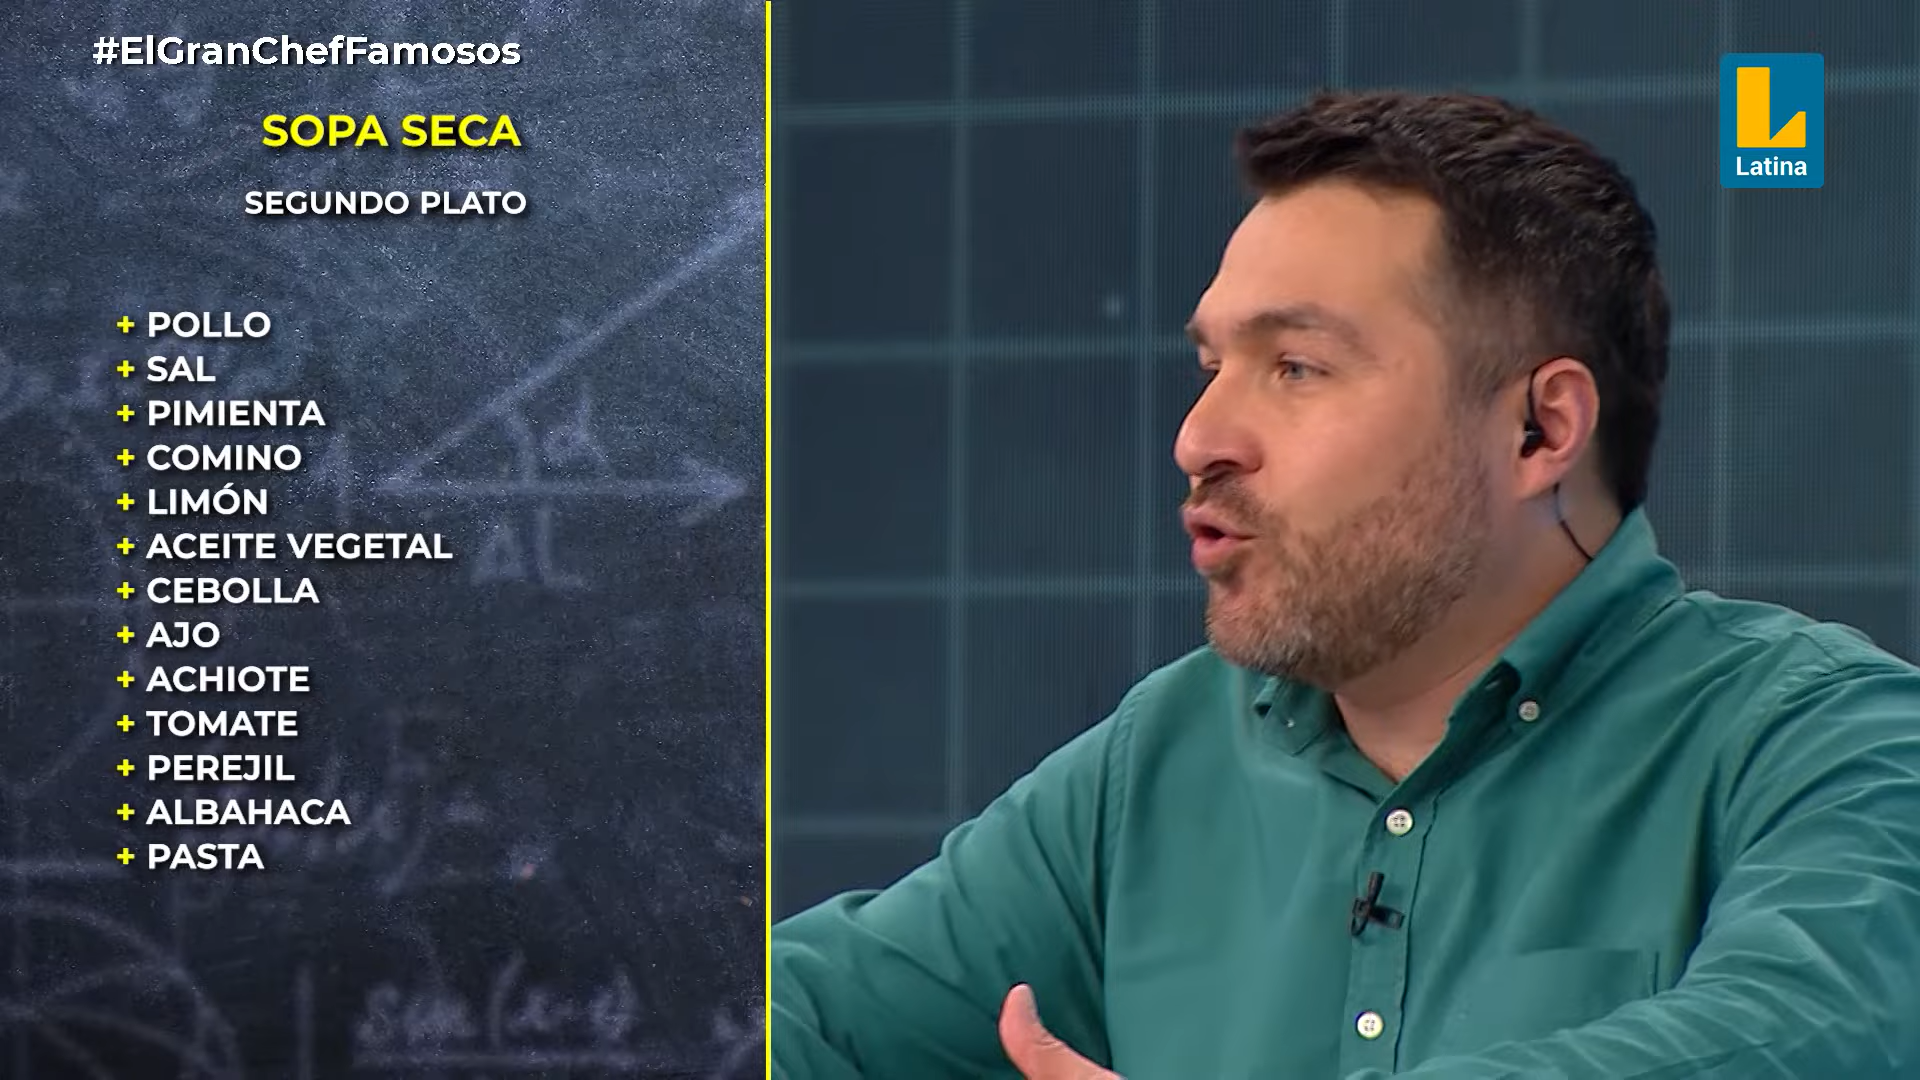 #ElGranChefFamosos
SOPA SECA
SEGUNDO PLATO
+ POLLO
+ SAL
+ PIMIENTA
+ COMINO
+ LIMÓN
+ ACEITE VEGETAL
+ CEBOLLA
+ AJO
+ ACHIOTE
+ TOMATE
+ PEREJIL
+ ALBAHACA
+ PASTA
Latina